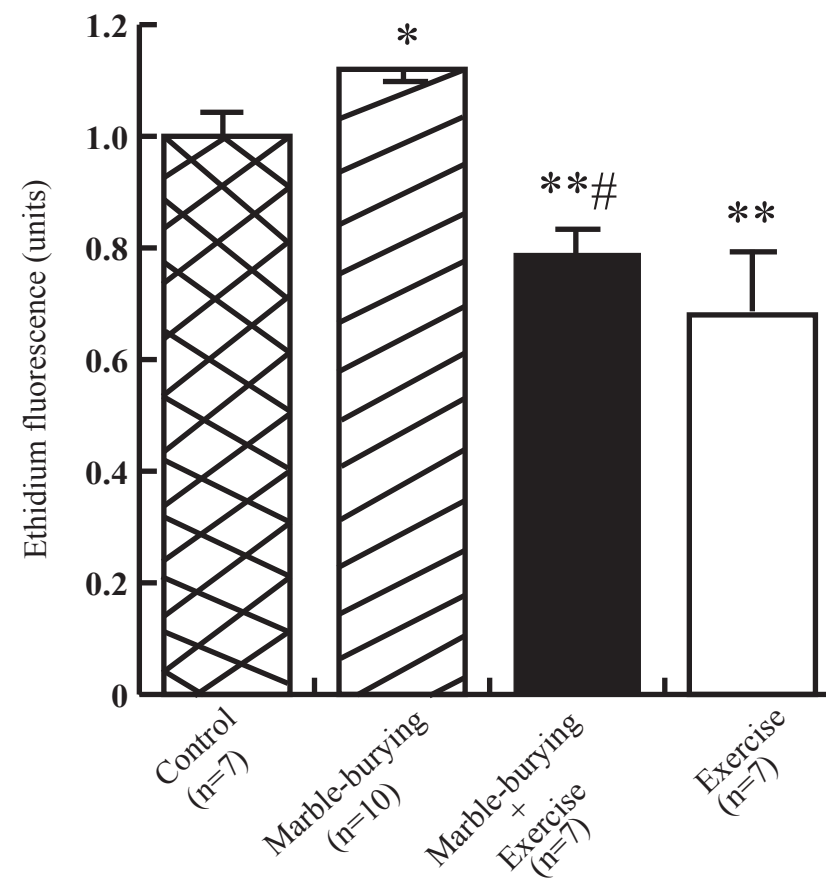 Ethidium fluorescence (units)
1.2
1.0
0.8
0.6
0.4
0.2
0
*
**#
**
Control
(n=7)
Marble-burying
(n=10)
Marble-burying
+
Exercise
(n=7)
Exercise
(n=7)